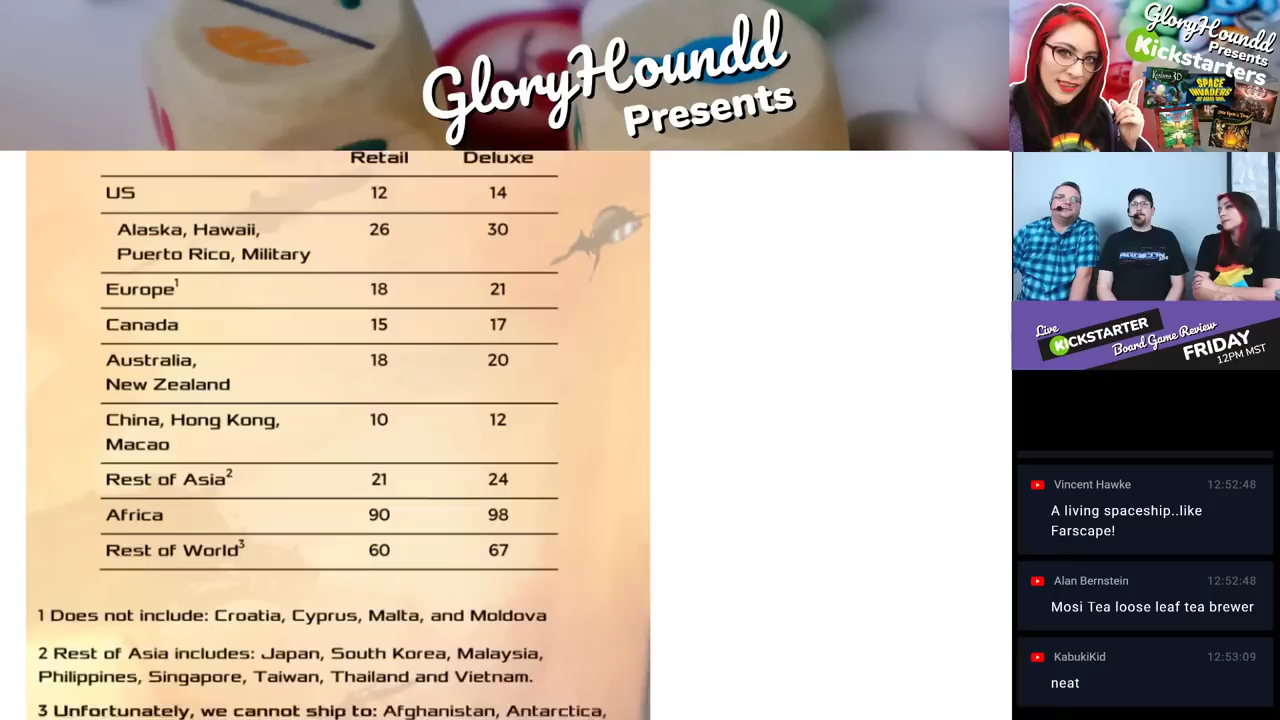 GloryHoundd
Presents
GloryHoundd
Presents
Kickstarters
SPACE
INVADERS
Live
KICKSTARTER
Board Game Review
FRIDAY
12PM MST
Retail Deluxe
US 12 14
Alaska, Hawaii, 26 30
Puerto Rico, Military
Europe1 18 21
Canada 15 17
Australia, 18 20
New Zealand
China, Hong Kong, 10 12
Macao
Rest of Asia2 21 24
Africa 90 98
Rest of World3 60 67
1 Does not include: Croatia, Cyprus, Malta, and Moldova
2 Rest of Asia includes: Japan, South Korea, Malaysia,
Philippines, Singapore, Taiwan, Thailand and Vietnam.
3 Unfortunately, we cannot ship to: Afghanistan, Antarctica,
Vincent Hawke 12:52:48
A living spaceship..like
Farscape!
Alan Bernstein 12:52:48
Mosi Tea loose leaf tea brewer
KabukiKid 12:53:09
neat